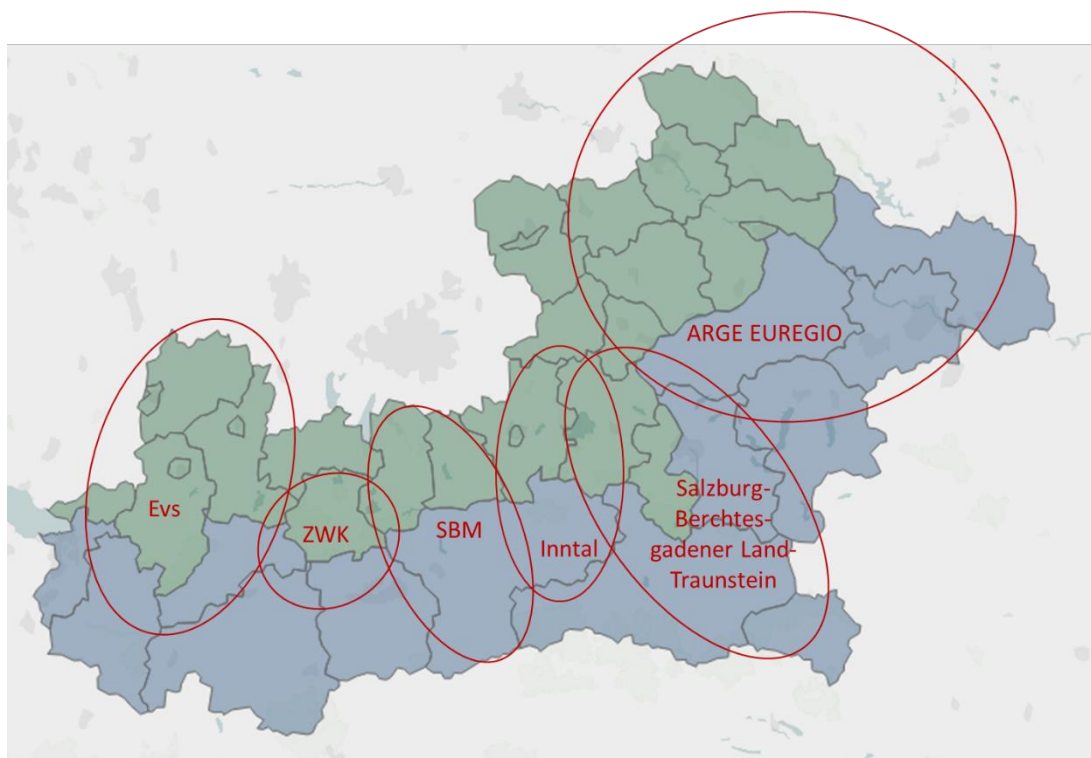 ARGE EUREGIO
Evs
ZWK
SBM
Inntal
Salzburg-
Berchtes-
gadener Land-
Traunstein